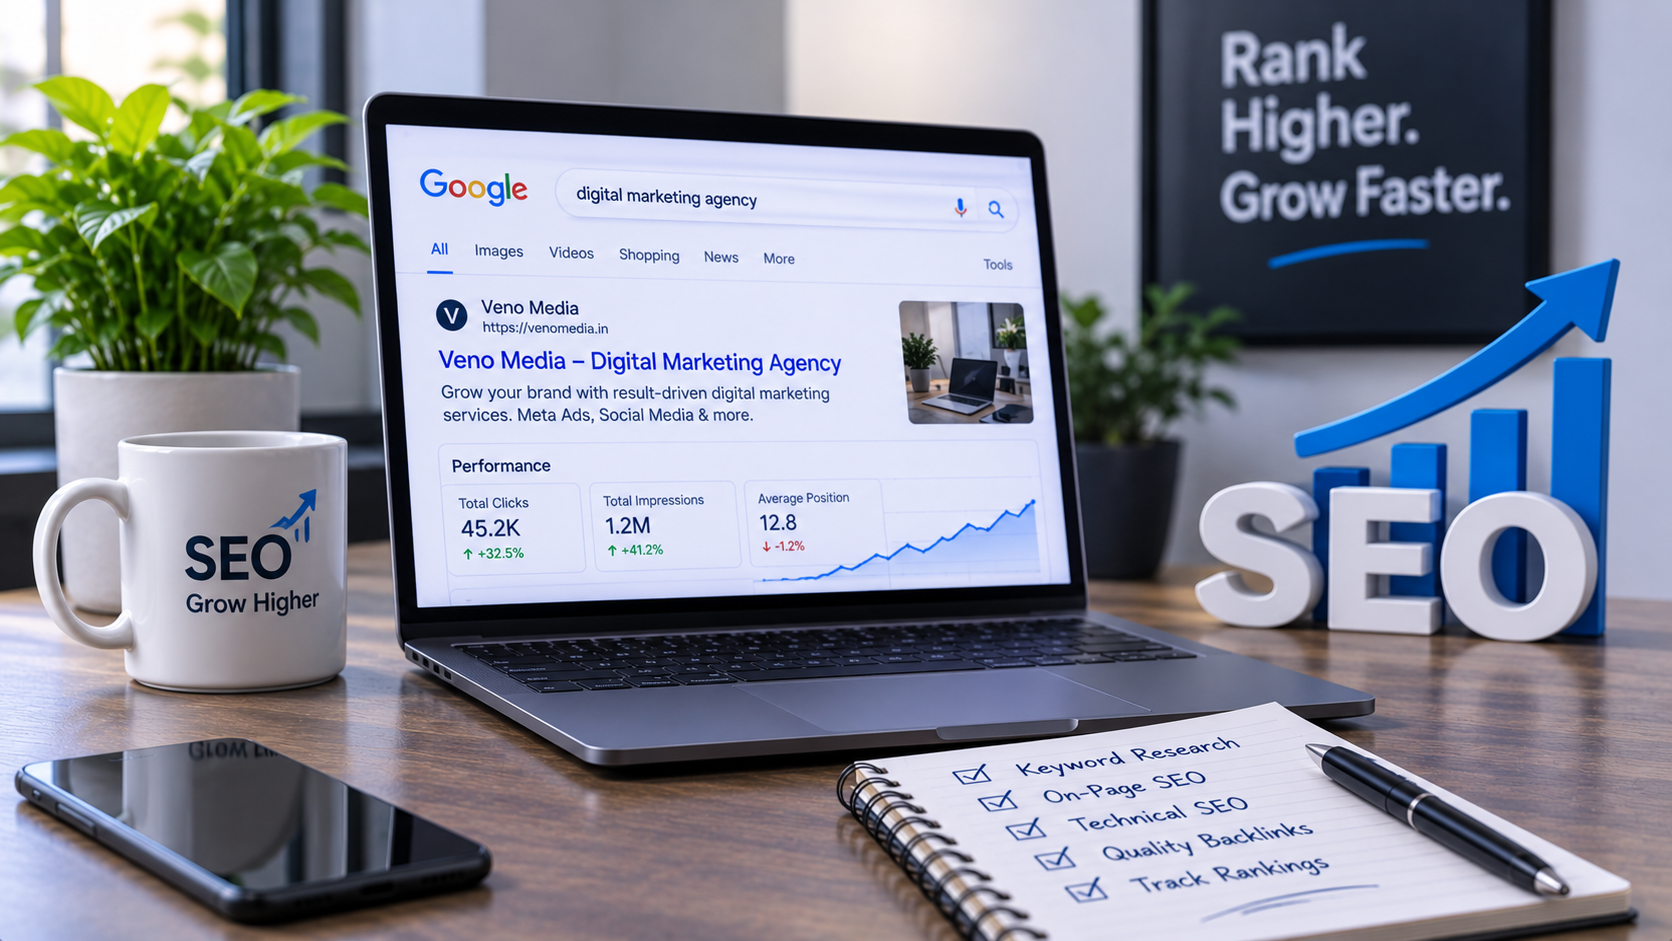 Rank
Higher.
Grow Faster.
Google
digital marketing agency
All Images Videos Shopping News More Tools
V
Veno Media
https://venomedia.in
Veno Media – Digital Marketing Agency
Grow your brand with result-driven digital marketing
services. Meta Ads, Social Media & more.
Performance
Total Clicks
45.2K
↑ +32.5%
Total Impressions
1.2M
↑ +41.2%
Average Position
12.8
↓ -1.2%
SEO
Grow Higher
SEO
Keyword Research
On-Page SEO
Technical SEO
Quality Backlinks
Track Rankings